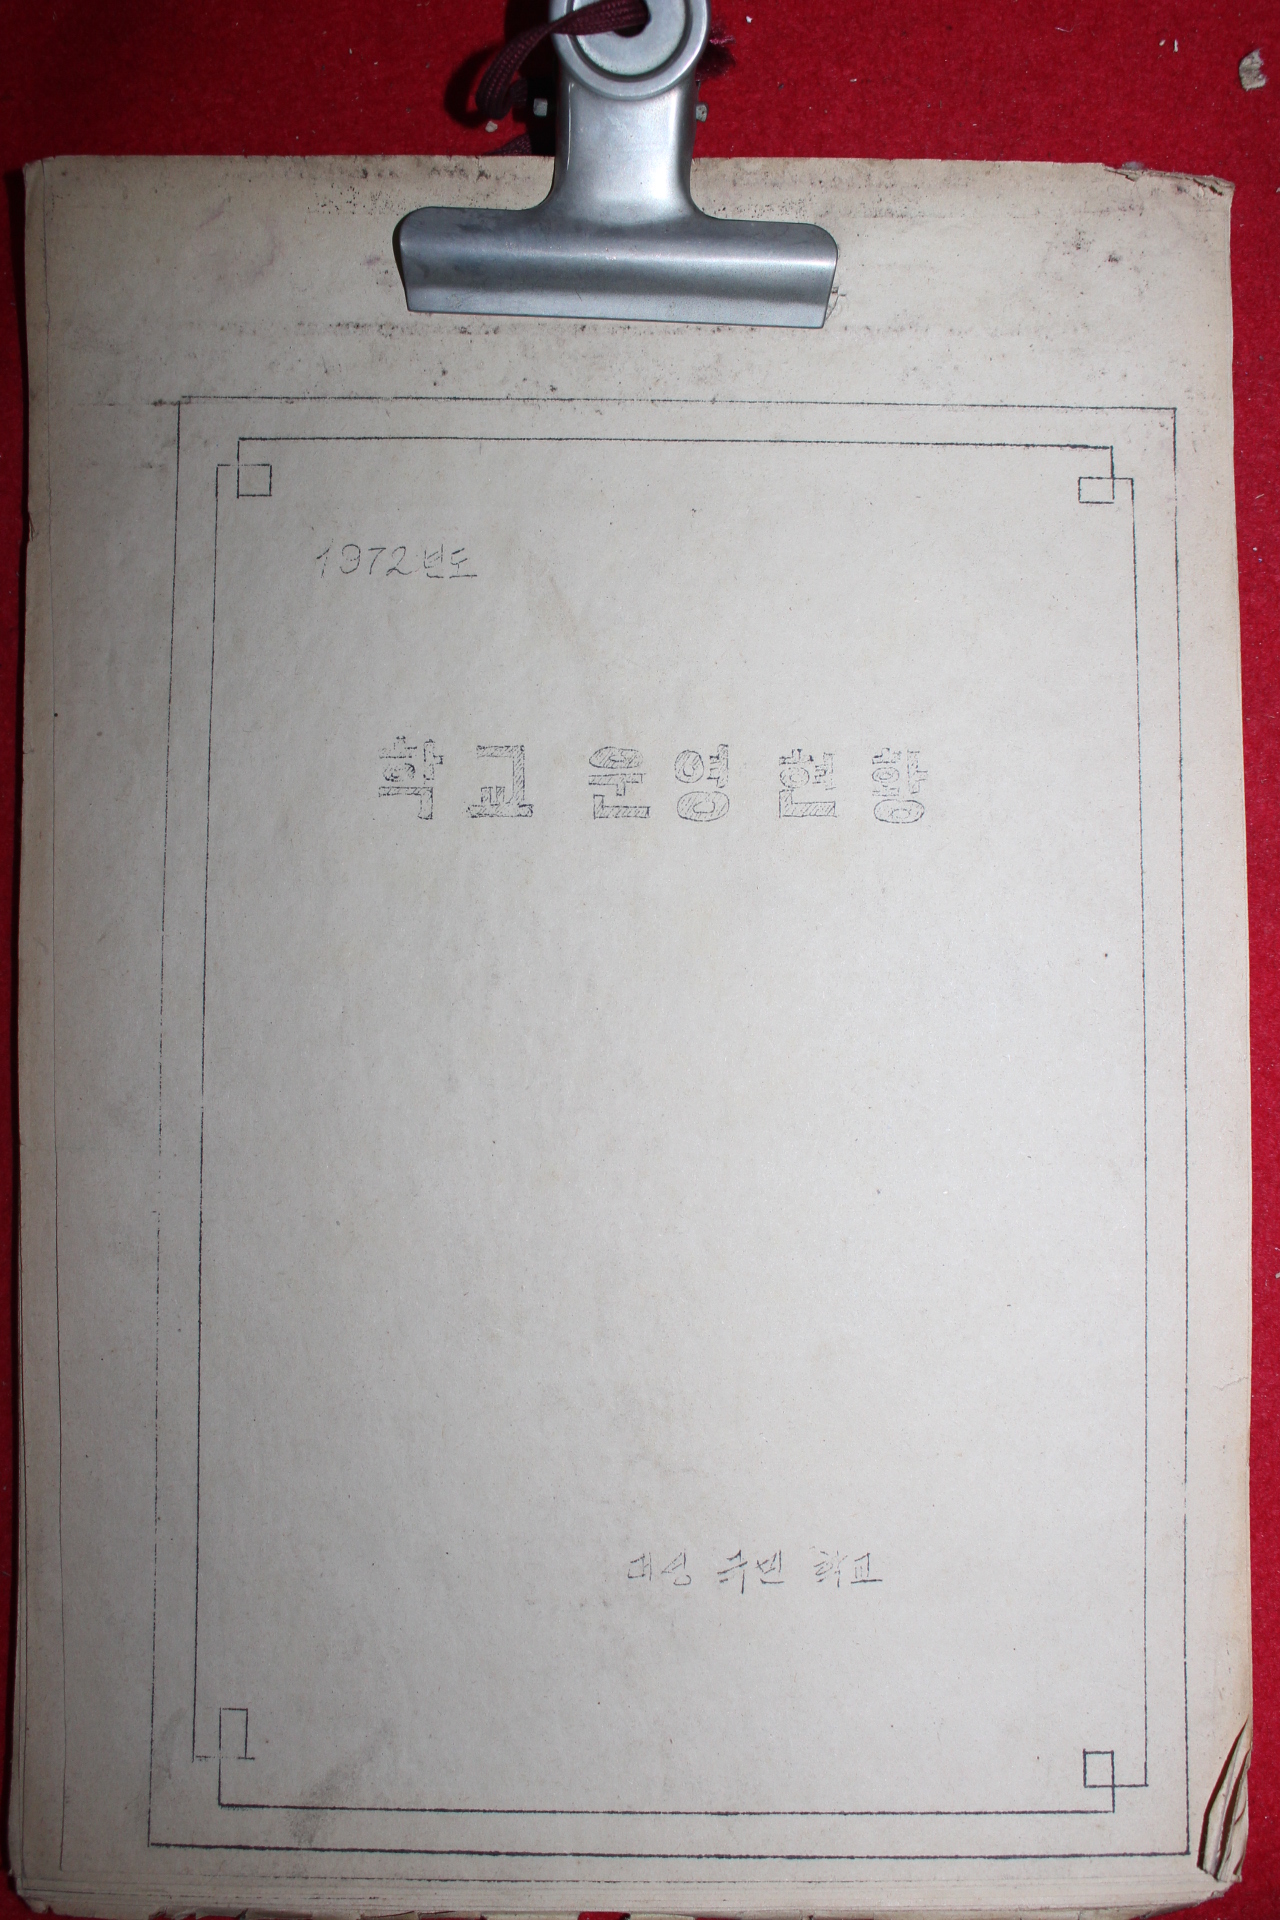 1972년도
학교 운영 현황
대성 국민 학교